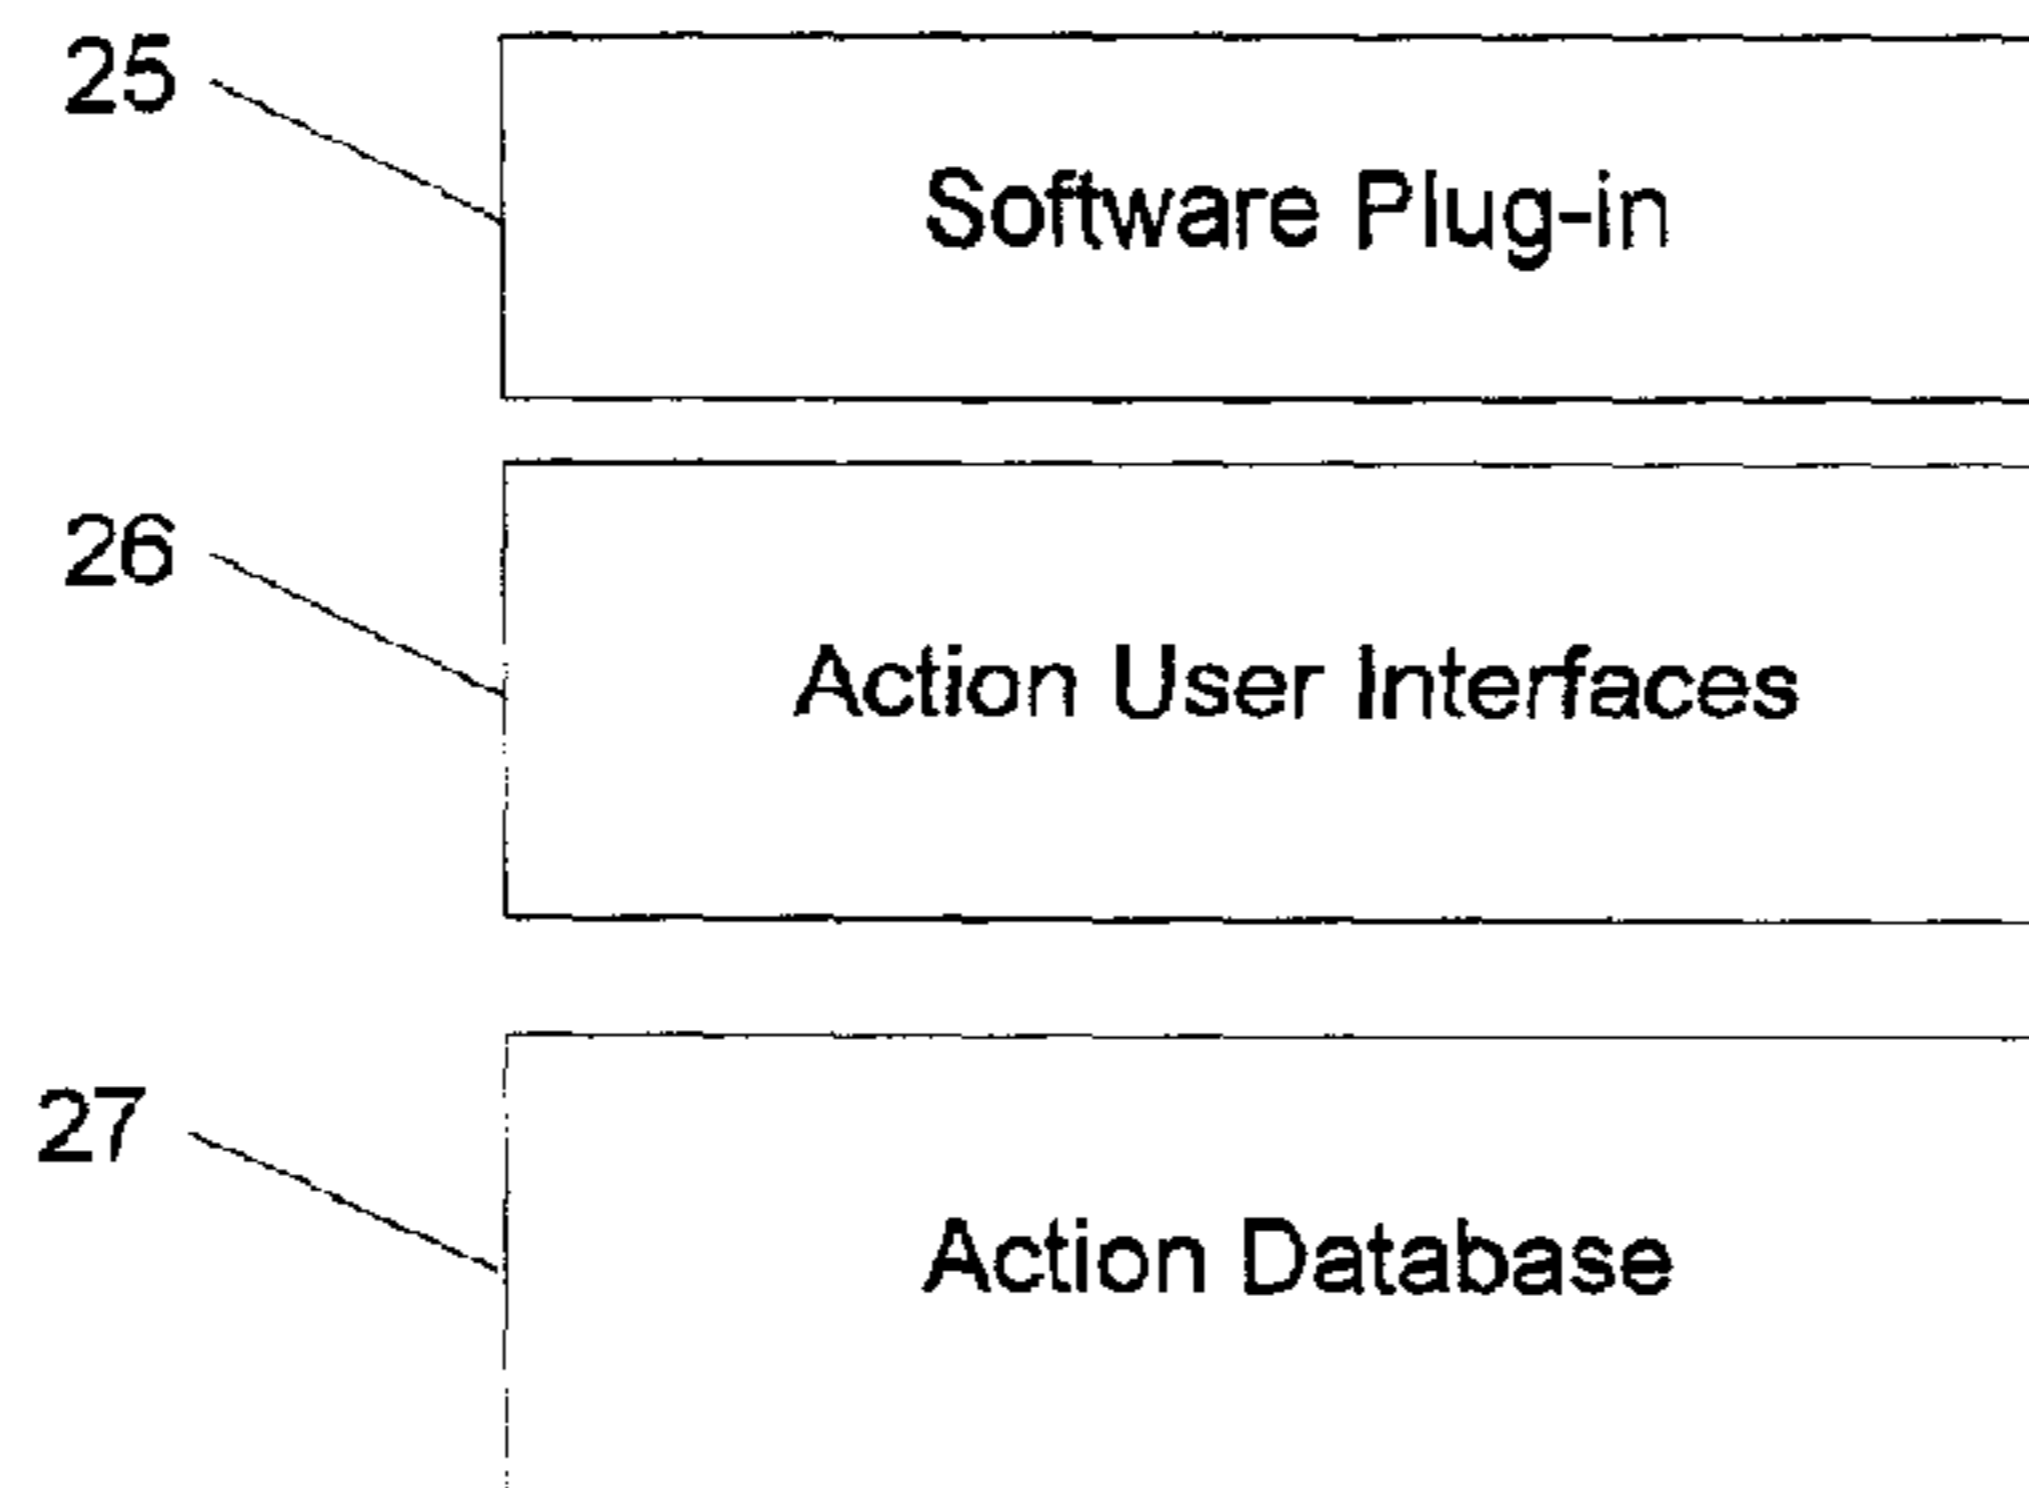 25
Software Plug-in
26
Action User Interfaces
27
Action Database